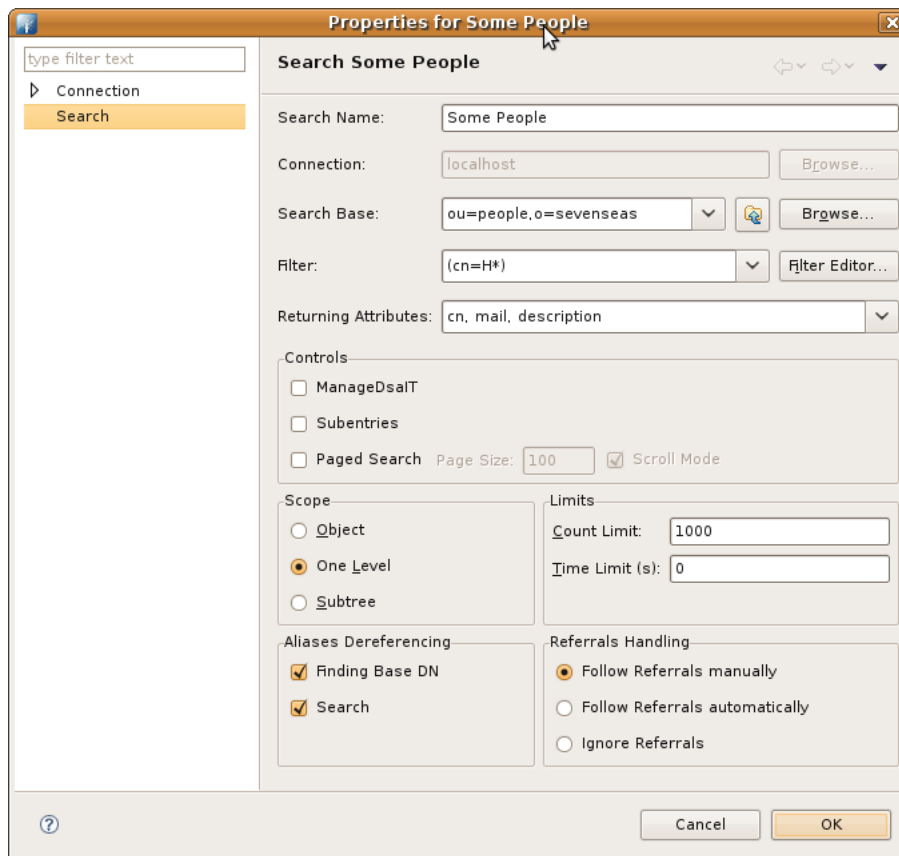 Properties for Some People
type filter text
Connection
Search
Search Some People
Search Name: Some People
Connection: localhost Browse...
Search Base: ou=people,o=sevenseas Browse...
Filter: (cn=H*) Filter Editor...
Returning Attributes: cn, mail, description
Controls
ManageDsaIT
Subentries
Paged Search Page Size: 100 Scroll Mode
Scope
Object
One Level
Subtree
Limits
Count Limit: 1000
Time Limit (s): 0
Aliases Dereferencing
Finding Base DN
Search
Referrals Handling
Follow Referrals manually
Follow Referrals automatically
Ignore Referrals
? Cancel OK